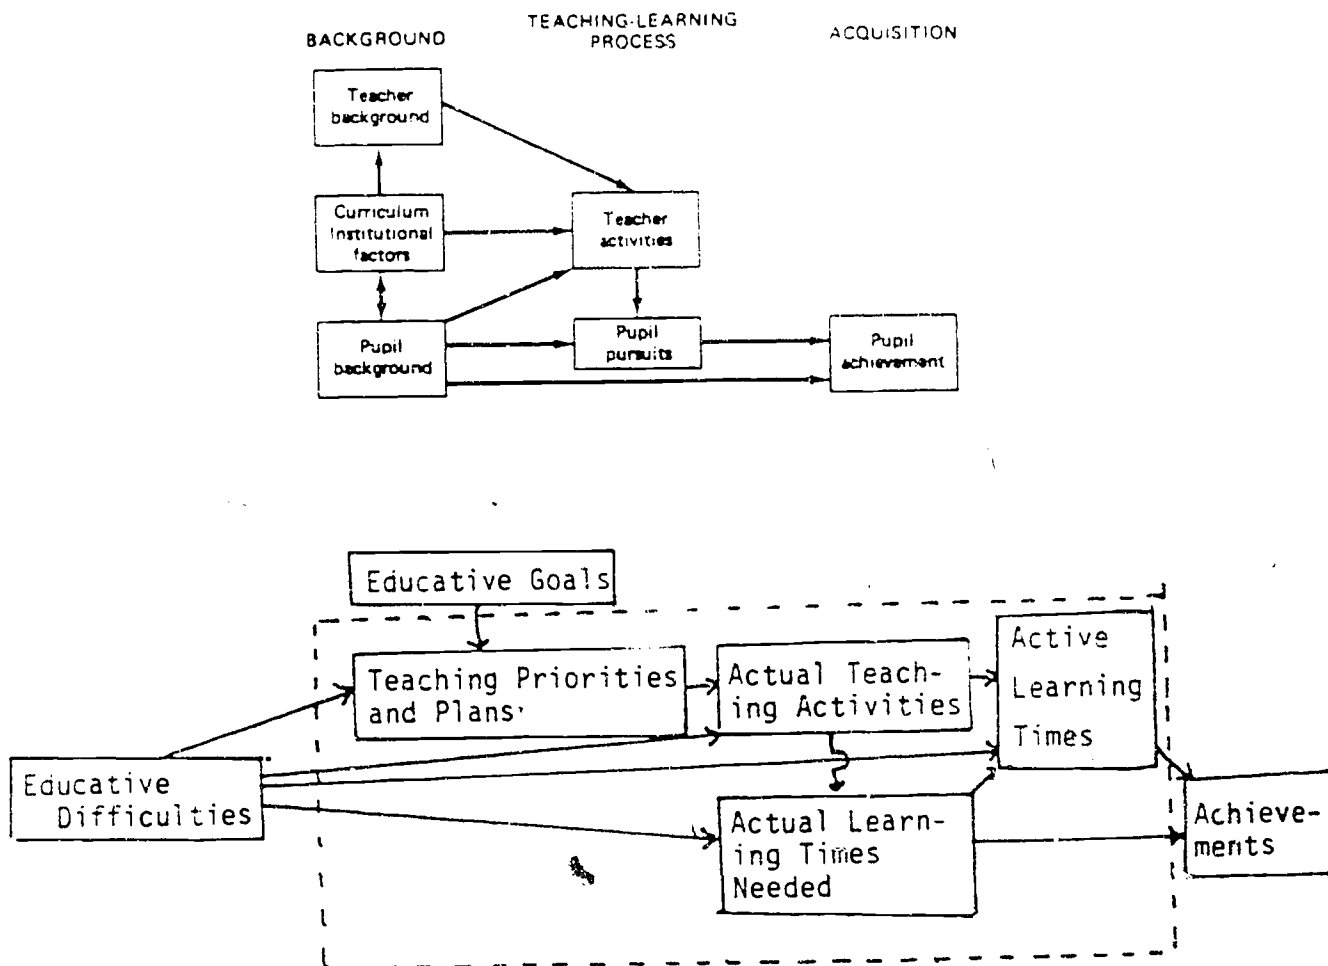 BACKGROUND
TEACHING-LEARNING
PROCESS
ACQUISITION
Teacher
background
Curriculum
Institutional
factors
Teacher
activities
Pupil
background
Pupil
pursuits
Pupil
achievement
Educative Goals
Teaching Priorities
and Plans
Actual Teach-
ing Activities
Active
Learning
Times
Educative
Difficulties
Actual Learn-
ing Times
Needed
Achieve-
ments